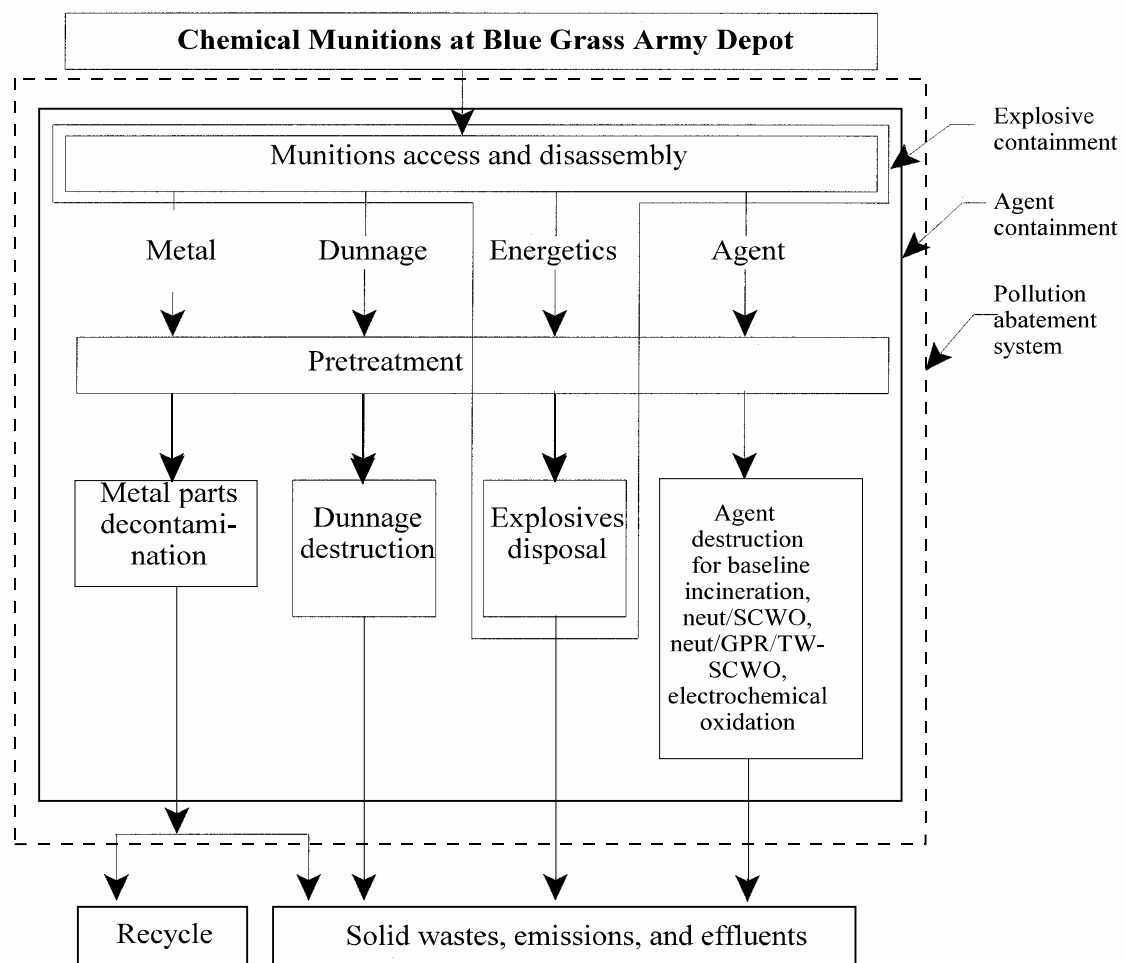 Chemical Munitions at Blue Grass Army Depot
Explosive
containment
Munitions access and disassembly
Agent
containment
Metal
Dunnage
Energetics
Agent
Pollution
abatement
system
Pretreatment
Metal parts
decontami-
nation
Dunnage
destruction
Explosives
disposal
Agent
destruction
for baseline
incineration,
neut/SCWO,
neut/GPR/TW-
SCWO,
electrochemical
oxidation
Recycle
Solid wastes, emissions, and effluents